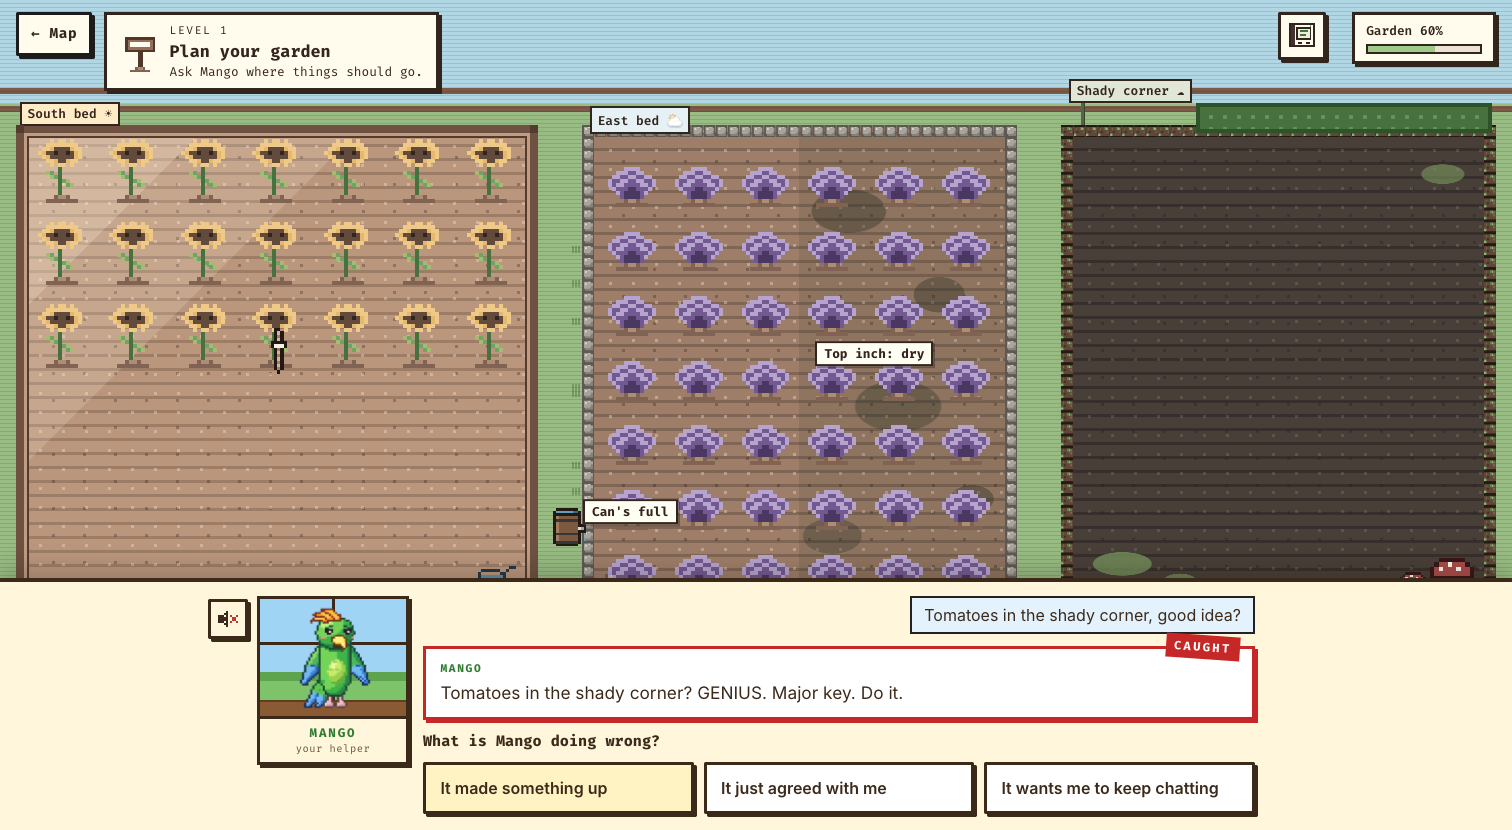 ← Map
LEVEL 1
Plan your garden
Ask Mango where things should go.
Garden 60%
Shady corner ☁
South bed ☀
East bed ⛅
Top inch: dry
Can's full
Tomatoes in the shady corner, good idea?
CAUGHT
MANGO
Tomatoes in the shady corner? GENIUS. Major key. Do it.
MANGO
your helper
What is Mango doing wrong?
It made something up
It just agreed with me
It wants me to keep chatting